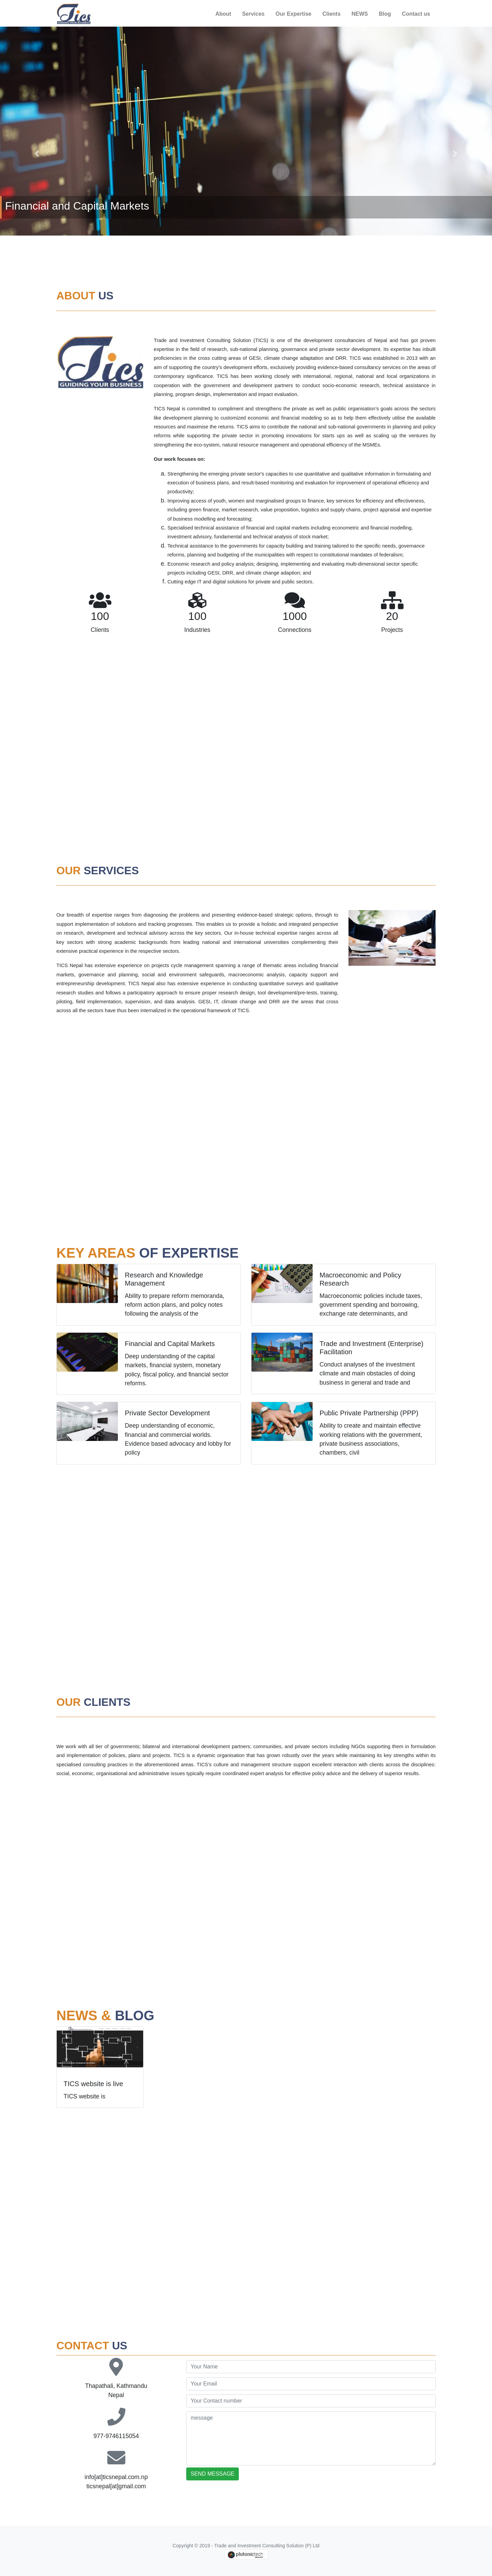 Tics
About
Services
Our Expertise
Clients
NEWS
Blog
Contact us
Financial and Capital Markets
ABOUT US
Tics
GUIDING YOUR BUSINESS
Trade and Investment Consulting Solution (TICS) is one of the development consultancies of Nepal and has got proven
expertise in the field of research, sub-national planning, governance and private sector development. Its expertise has inbuilt
proficiencies in the cross cutting areas of GESI, climate change adaptation and DRR. TICS was established in 2013 with an
aim of supporting the country's development efforts, exclusively providing evidence-based consultancy services on the areas of
contemporary significance. TICS has been working closely with international, regional, national and local organizations in
cooperation with the government and development partners to conduct socio-economic research, technical assistance in
planning, program design, implementation and impact evaluation.
TICS Nepal is committed to compliment and strengthens the private as well as public organisation's goals across the sectors
like development planning to customized economic and financial modeling so as to help them effectively utilise the available
resources and maximise the returns. TICS aims to contribute the national and sub-national governments in planning and policy
reforms while supporting the private sector in promoting innovations for starts ups as well as scaling up the ventures by
strengthening the eco-system, natural resource management and operational efficiency of the MSMEs.
Our work focuses on:
a. Strengthening the emerging private sector's capacities to use quantitative and qualitative information in formulating and
execution of business plans, and result-based monitoring and evaluation for improvement of operational efficiency and
productivity;
b. Improving access of youth, women and marginalised groups to finance, key services for efficiency and effectiveness,
including green finance, market research, value proposition, logistics and supply chains, project appraisal and expertise
of business modelling and forecasting;
c. Specialised technical assistance of financial and capital markets including econometric and financial modelling,
investment advisory, fundamental and technical analysis of stock market;
d. Technical assistance to the governments for capacity building and training tailored to the specific needs, governance
reforms, planning and budgeting of the municipalities with respect to constitutional mandates of federalism;
e. Economic research and policy analysis; designing, implementing and evaluating multi-dimensional sector specific
projects including GESI, DRR, and climate change adaption; and
f. Cutting edge IT and digital solutions for private and public sectors.
100
Clients
100
Industries
1000
Connections
20
Projects
OUR SERVICES
Our breadth of expertise ranges from diagnosing the problems and presenting evidence-based strategic options, through to
support implementation of solutions and tracking progresses. This enables us to provide a holistic and integrated perspective
on research, development and technical advisory across the key sectors. Our in-house technical expertise ranges across all
key sectors with strong academic backgrounds from leading national and international universities complementing their
extensive practical experience in the respective sectors.
TICS Nepal has extensive experience on projects cycle management spanning a range of thematic areas including financial
markets, governance and planning, social and environment safeguards, macroeconomic analysis, capacity support and
entrepreneurship development. TICS Nepal also has extensive experience in conducting quantitative surveys and qualitative
research studies and follows a participatory approach to ensure proper research design, tool development/pre-tests, training,
piloting, field implementation, supervision, and data analysis. GESI, IT, climate change and DRR are the areas that cross
across all the sectors have thus been internalized in the operational framework of TICS.
KEY AREAS OF EXPERTISE
Research and Knowledge
Management
Ability to prepare reform memoranda,
reform action plans, and policy notes
following the analysis of the
Macroeconomic and Policy
Research
Macroeconomic policies include taxes,
government spending and borrowing,
exchange rate determinants, and
Financial and Capital Markets
Deep understanding of the capital
markets, financial system, monetary
policy, fiscal policy, and financial sector
reforms.
Trade and Investment (Enterprise)
Facilitation
Conduct analyses of the investment
climate and main obstacles of doing
business in general and trade and
Private Sector Development
Deep understanding of economic,
financial and commercial worlds.
Evidence based advocacy and lobby for
policy
Public Private Partnership (PPP)
Ability to create and maintain effective
working relations with the government,
private business associations,
chambers, civil
OUR CLIENTS
We work with all tier of governments; bilateral and international development partners; communities, and private sectors including NGOs supporting them in formulation
and implementation of policies, plans and projects. TICS is a dynamic organisation that has grown robustly over the years while maintaining its key strengths within its
specialised consulting practices in the aforementioned areas. TICS's culture and management structure support excellent interaction with clients across the disciplines:
social, economic, organisational and administrative issues typically require coordinated expert analysis for effective policy advice and the delivery of superior results.
NEWS & BLOG
TICS website is live
TICS website is
CONTACT US
Thapathali, Kathmandu
Nepal
977-9746115054
info[at]ticsnepal.com.np
ticsnepal[at]gmail.com
Your Name
Your Email
Your Contact number
message
SEND MESSAGE
Copyright © 2019 - Trade and Investment Consulting Solution (P) Ltd
plutonictech